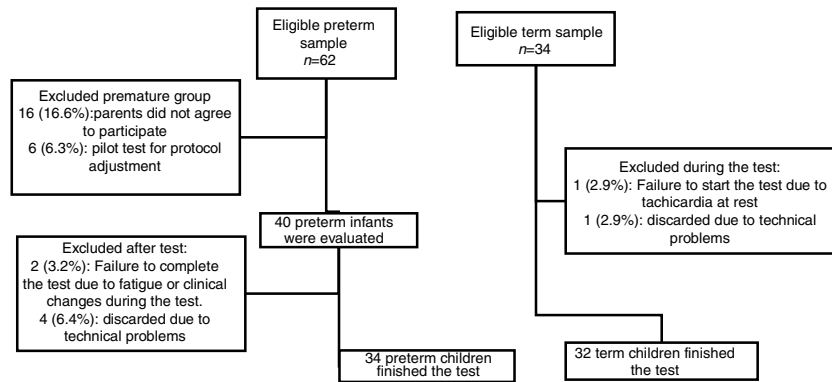 Eligible preterm
sample
n=62
Eligible term sample
n=34
Excluded premature group
16 (16.6%):parents did not agree
to participate
6 (6.3%): pilot test for protocol
adjustment
Excluded during the test:
1 (2.9%): Failure to start the test due to
tachicardia at rest
1 (2.9%): discarded due to technical
problems
40 preterm infants
were evaluated
Excluded after test:
2 (3.2%): Failure to complete
the test due to fatigue or clinical
changes during the test.
4 (6.4%): discarded due to
technical problems
34 preterm children
finished the test
32 term children finished
the test